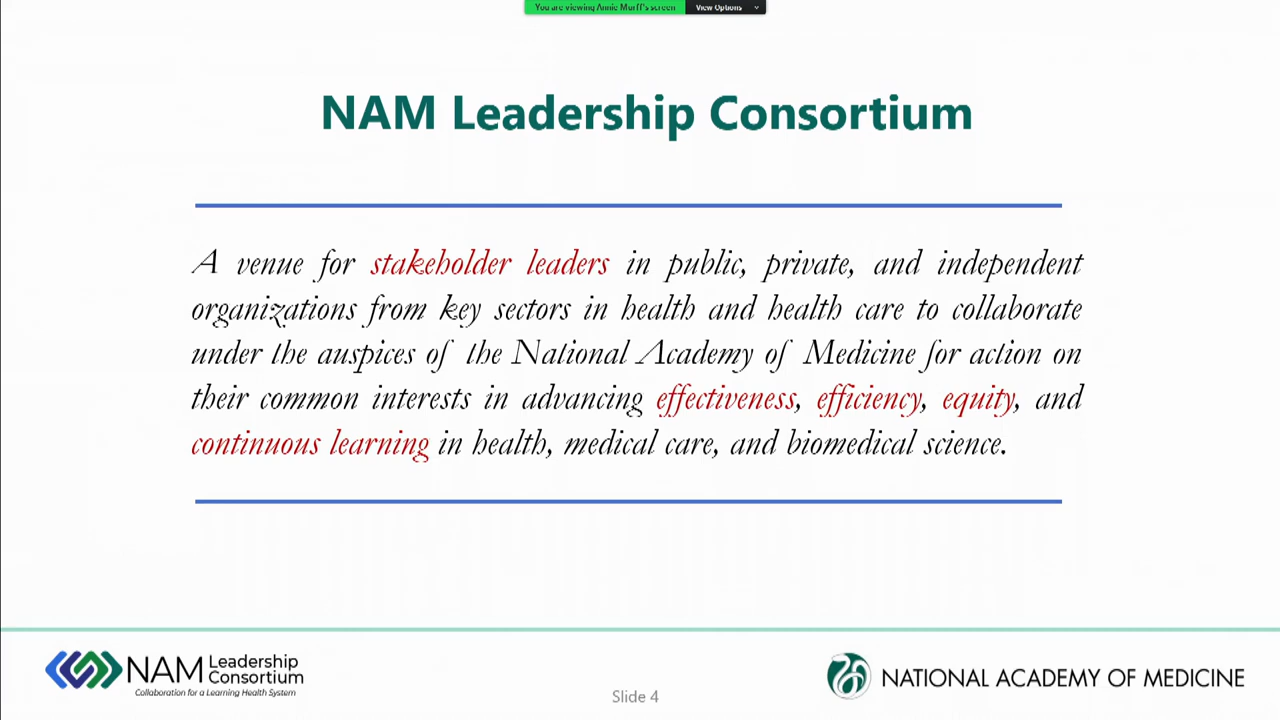 You are viewing Annie Murff's screen View Options
NAM Leadership Consortium
A venue for stakeholder leaders in public, private, and independent
organizations from key sectors in health and health care to collaborate
under the auspices of the National Academy of Medicine for action on
their common interests in advancing effectiveness, efficiency, equity, and
continuous learning in health, medical care, and biomedical science.
NAM Leadership
Consortium
Collaboration for a Learning Health System
Slide 4
NATIONAL ACADEMY OF MEDICINE